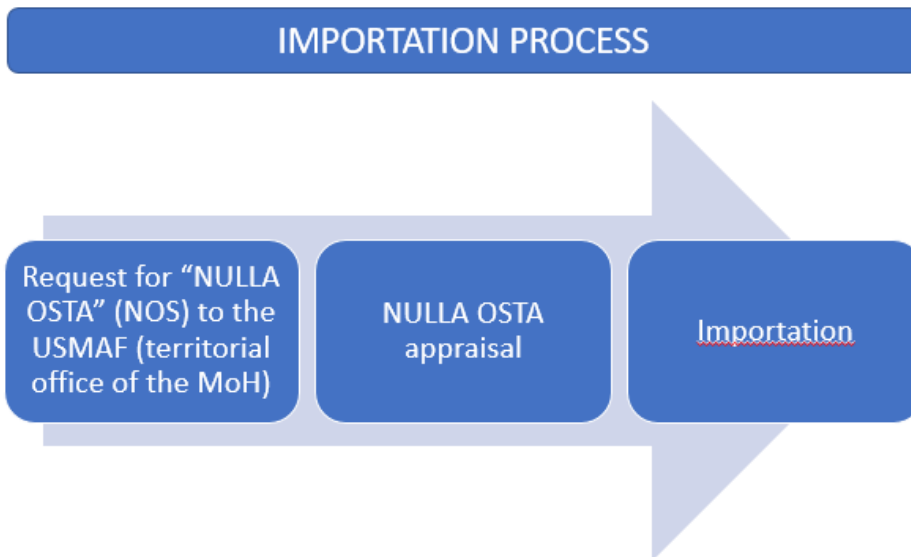 IMPORTATION PROCESS
Request for “NULLA
OSTA” (NOS) to the
USMAF (territorial
office of the MoH)
NULLA OSTA
appraisal
Importation